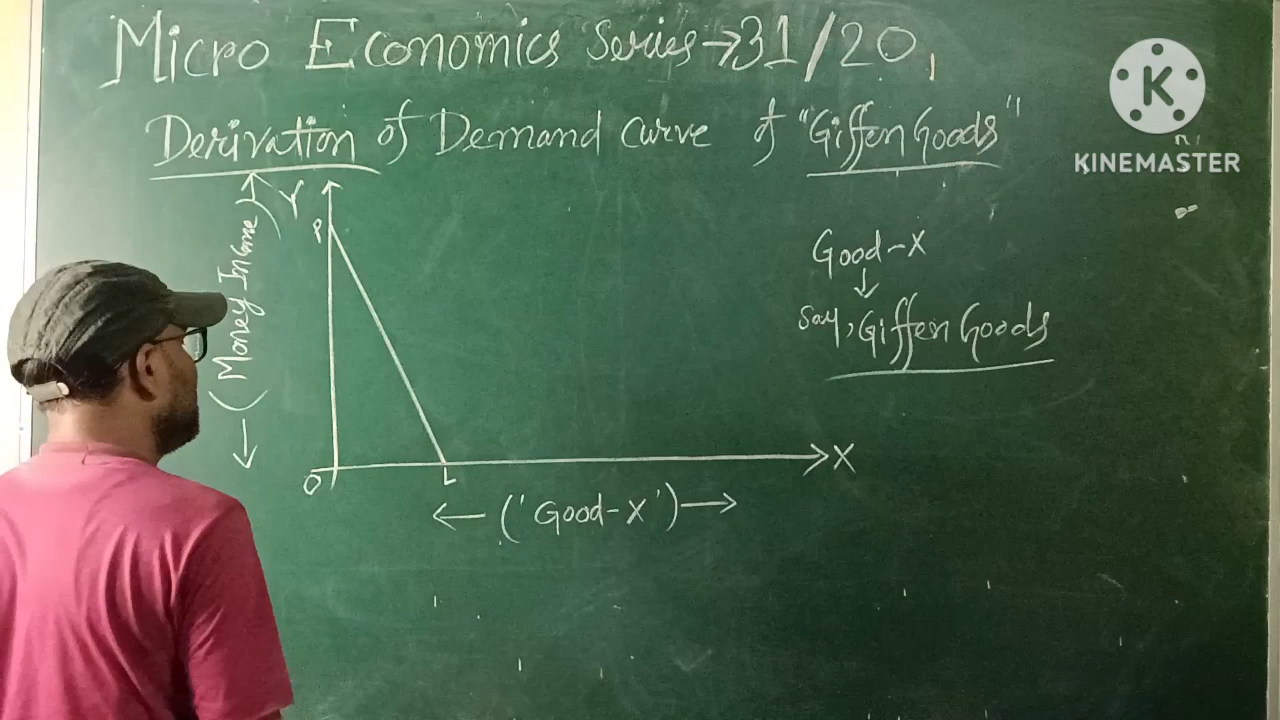 Micro Economics Series→31/20
Derivation of Demand Curve of "Giffen Goods"
K
KINEMASTER
Y
P
(Money Income)
Good-X
↓
Say, Giffen Goods
O
L
X
← ('Good-X') →